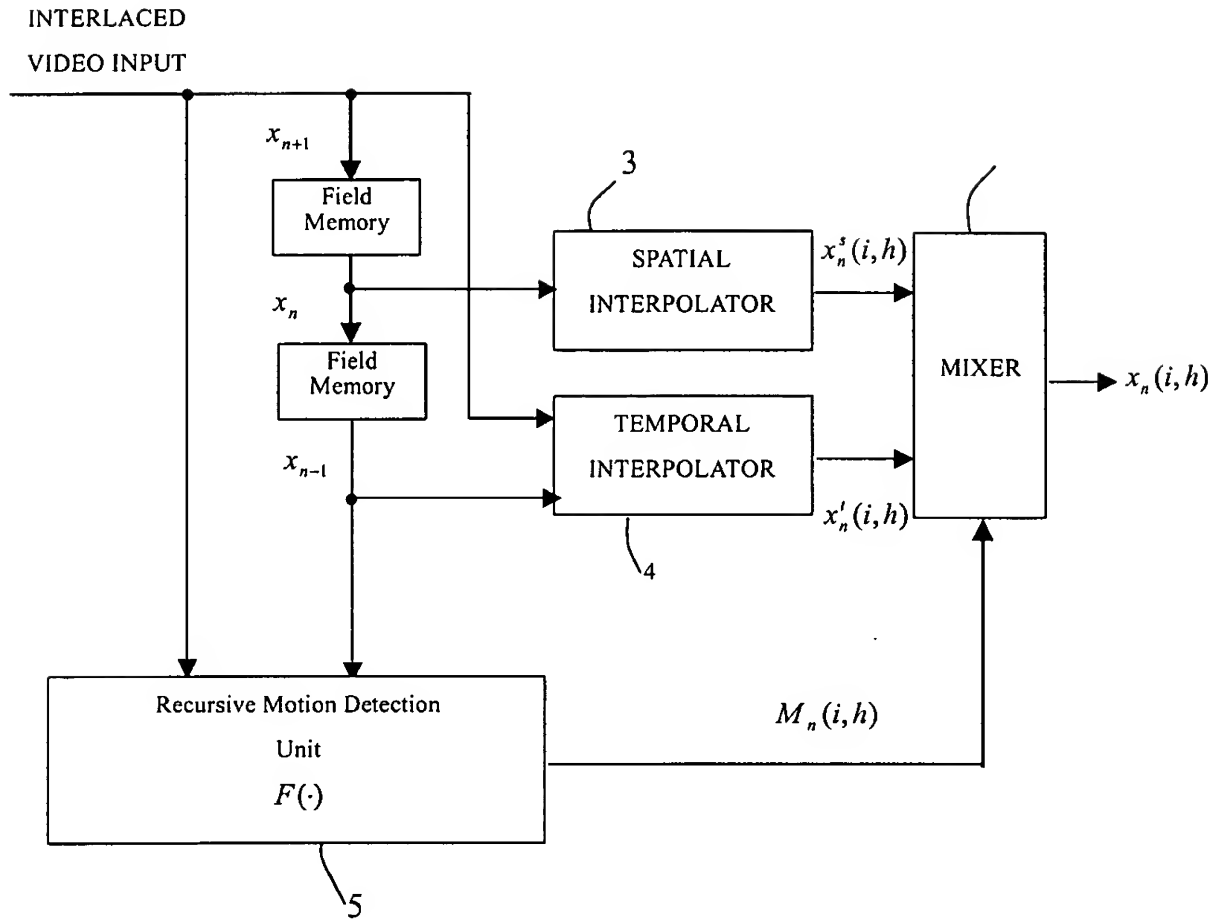 INTERLACED
VIDEO INPUT
x_{n+1}
Field
Memory
x_n
Field
Memory
x_{n-1}
3
SPATIAL
INTERPOLATOR
x_n^s(i,h)
TEMPORAL
INTERPOLATOR
x_n^t(i,h)
4
MIXER
x_n(i,h)
Recursive Motion Detection
Unit
F(·)
M_n(i,h)
5